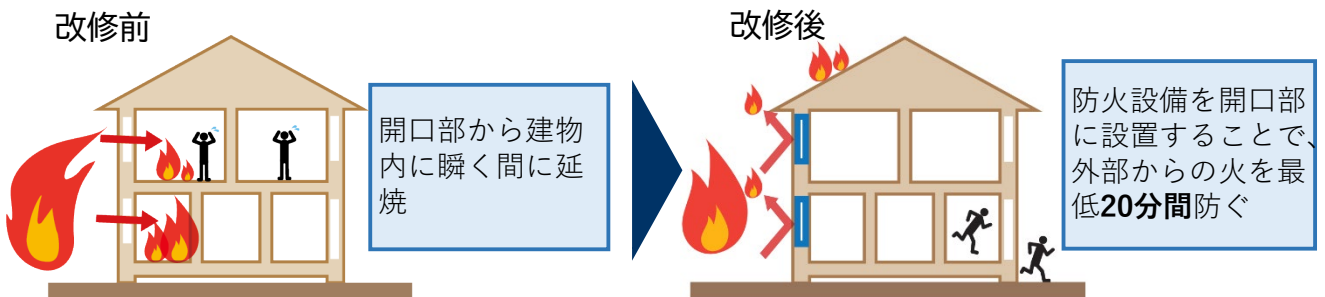 改修前
開口部から建物
内に瞬く間に延
焼
改修後
防火設備を開口部
に設置することで、
外部からの火を最
低20分間防ぐ